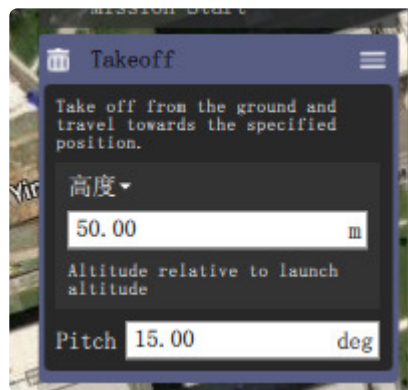 Mission Start
Takeoff
Take off from the ground and
travel towards the specified
position.
高度
50.00 m
Altitude relative to launch
altitude
Pitch 15.00 deg
Yin